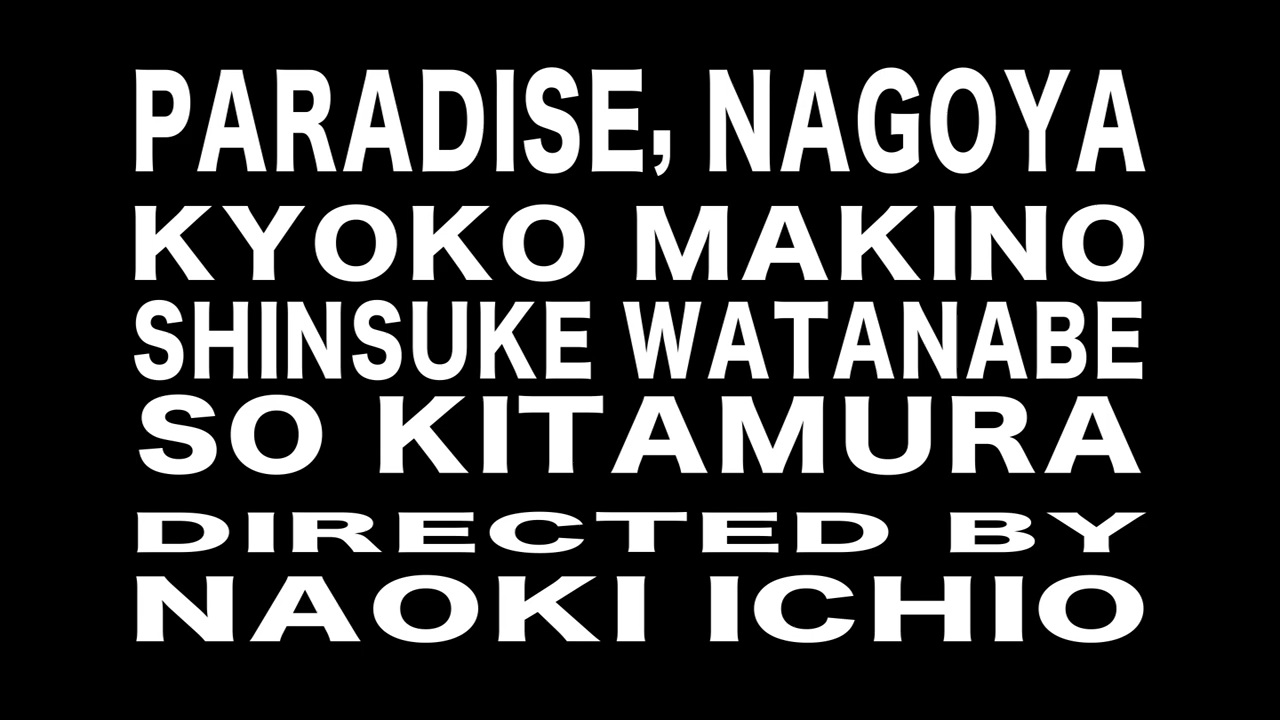 PARADISE, NAGOYA
KYOKO MAKINO
SHINSUKE WATANABE
SO KITAMURA
DIRECTED BY
NAOKI ICHIO